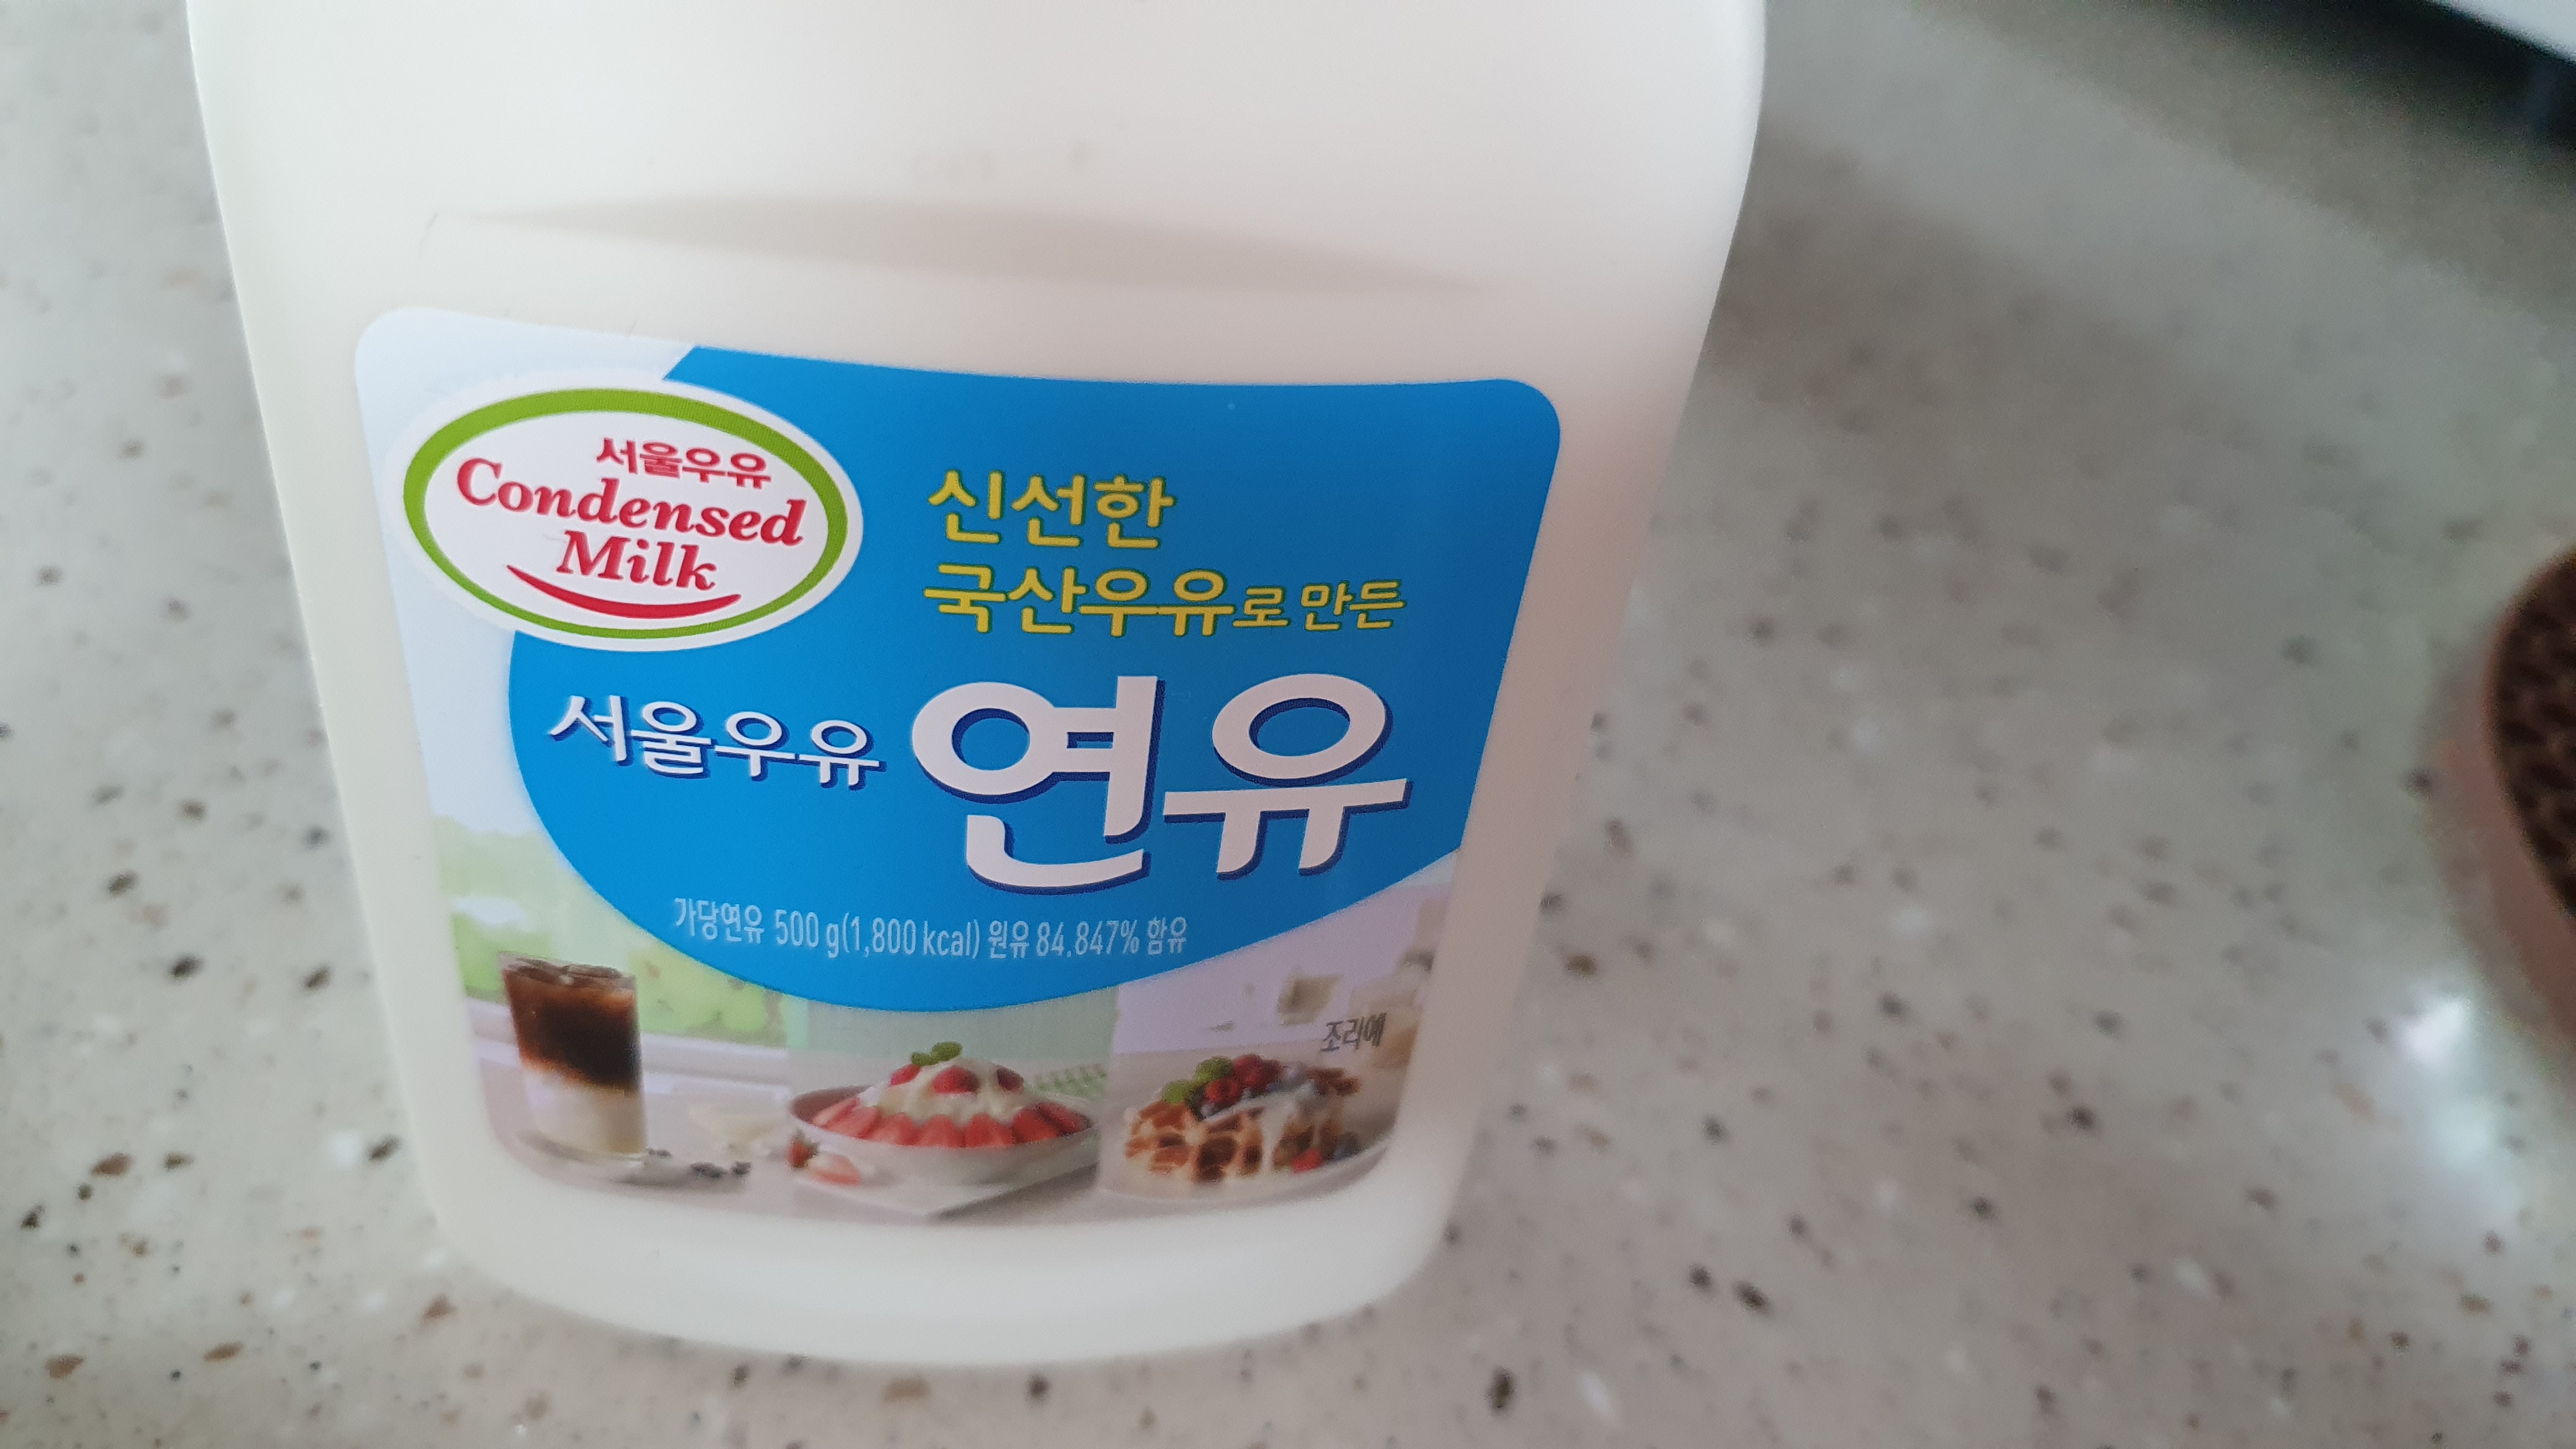 서울우유
Condensed
Milk
신선한
국산우유로 만든
서울우유 연유
가당연유 500 g(1,800 kcal) 원유 84.847% 함유
조리예